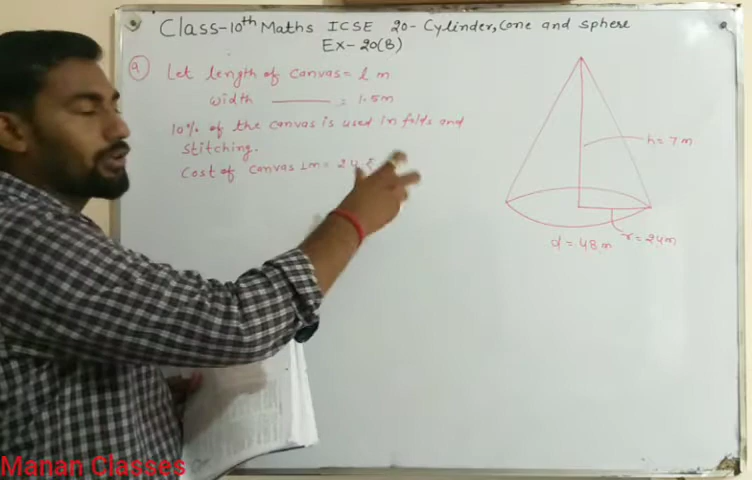 Class-10th Maths ICSE 20- Cylinder, Cone and sphere
Ex-20(B)
9 Let length of canvas = l m
width —— = 1.5m
10% of the canvas is used in folds and
stitching.
Cost of canvas 1m = 24
h = 7 m
r = 24m
d = 48m
Manan Classes